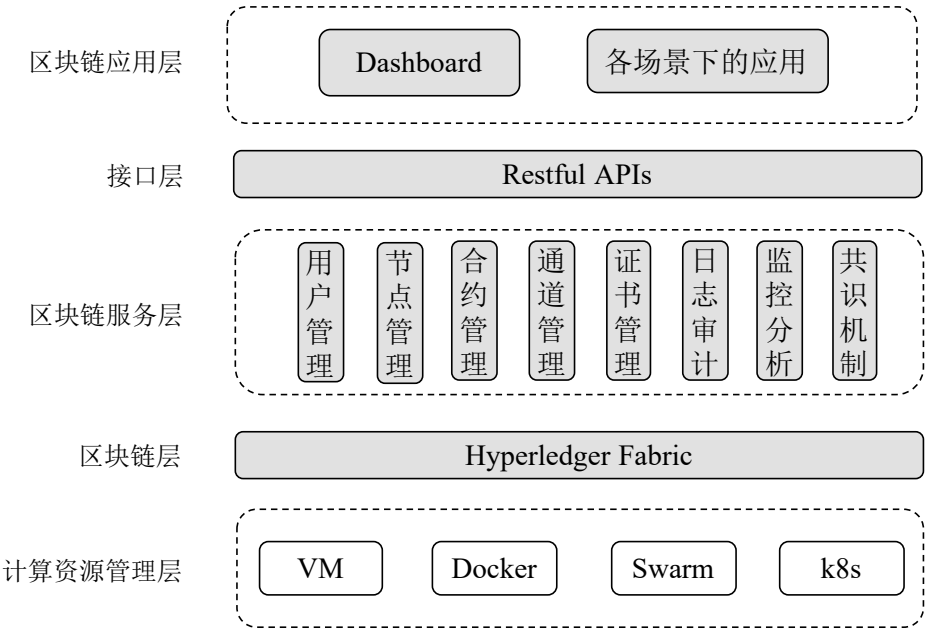 区块链应用层
Dashboard
各场景下的应用
接口层
Restful APIs
区块链服务层
用户管理
节点管理
合约管理
通道管理
证书管理
日志审计
监控分析
共识机制
区块链层
Hyperledger Fabric
计算资源管理层
VM
Docker
Swarm
k8s